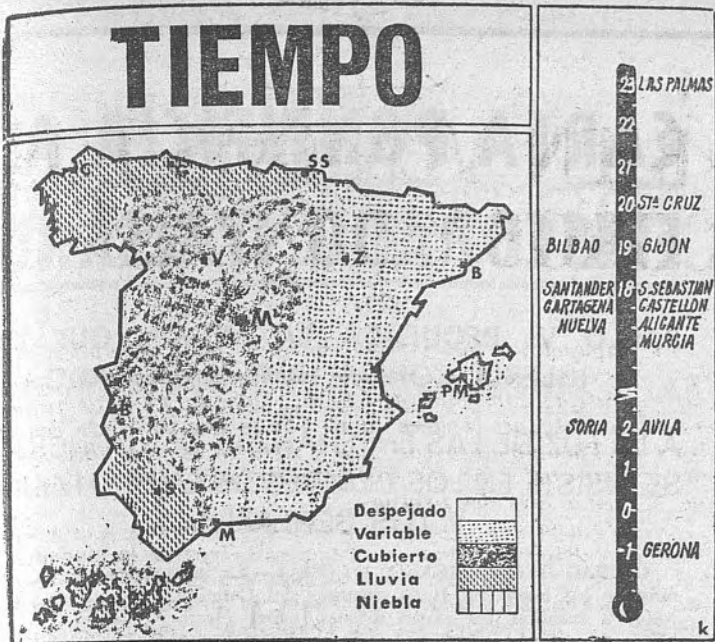 TIEMPO
C
G
SS
V
Z
B
M
PM
B
S
M
Despejado
Variable
Cubierto
Lluvia
Niebla
23 LAS PALMAS
22
21
20 STA CRUZ
BILBAO 19 GIJON
SANTANDER 18 S.SEBASTIAN
CARTAGENA CASTELLON
HUELVA ALICANTE
MURCIA
SORIA 2 AVILA
1
0
-1 GERONA
k